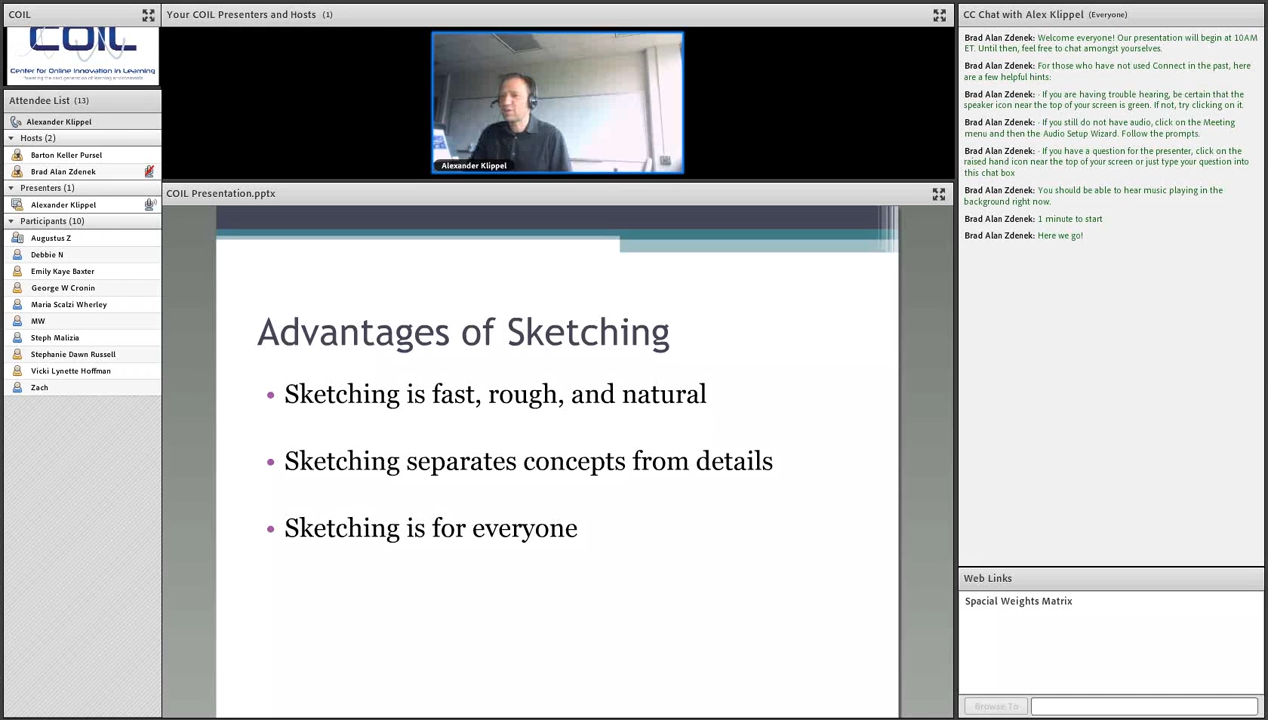 COIL
COIL
Center for Online Innovation in Learning
Attendee List (13)
Alexander Klippel
Hosts (2)
Barton Keller Pursel
Brad Alan Zdenek
Presenters (1)
Alexander Klippel
Participants (10)
Augustus Z
Debbie N
Emily Kaye Baxter
George W Cronin
Maria Scalzi Wherley
MW
Steph Malizia
Stephanie Dawn Russell
Vicki Lynette Hoffman
Zach
Your COIL Presenters and Hosts (1)
Alexander Klippel
COIL Presentation.pptx
Advantages of Sketching
• Sketching is fast, rough, and natural
• Sketching separates concepts from details
• Sketching is for everyone
CC Chat with Alex Klippel (Everyone)
Brad Alan Zdenek: Welcome everyone! Our presentation will begin at 10AM
ET. Until then, feel free to chat amongst yourselves.
Brad Alan Zdenek: For those who have not used Connect in the past, here
are a few helpful hints:
Brad Alan Zdenek: · If you are having trouble hearing, be certain that the
speaker icon near the top of your screen is green. If not, try clicking on it.
Brad Alan Zdenek: · If you still do not have audio, click on the Meeting
menu and then the Audio Setup Wizard. Follow the prompts.
Brad Alan Zdenek: · If you have a question for the presenter, click on the
raised hand icon near the top of your screen or just type your question into
this chat box
Brad Alan Zdenek: You should be able to hear music playing in the
background right now.
Brad Alan Zdenek: 1 minute to start
Brad Alan Zdenek: Here we go!
Web Links
Spacial Weights Matrix
Browse To